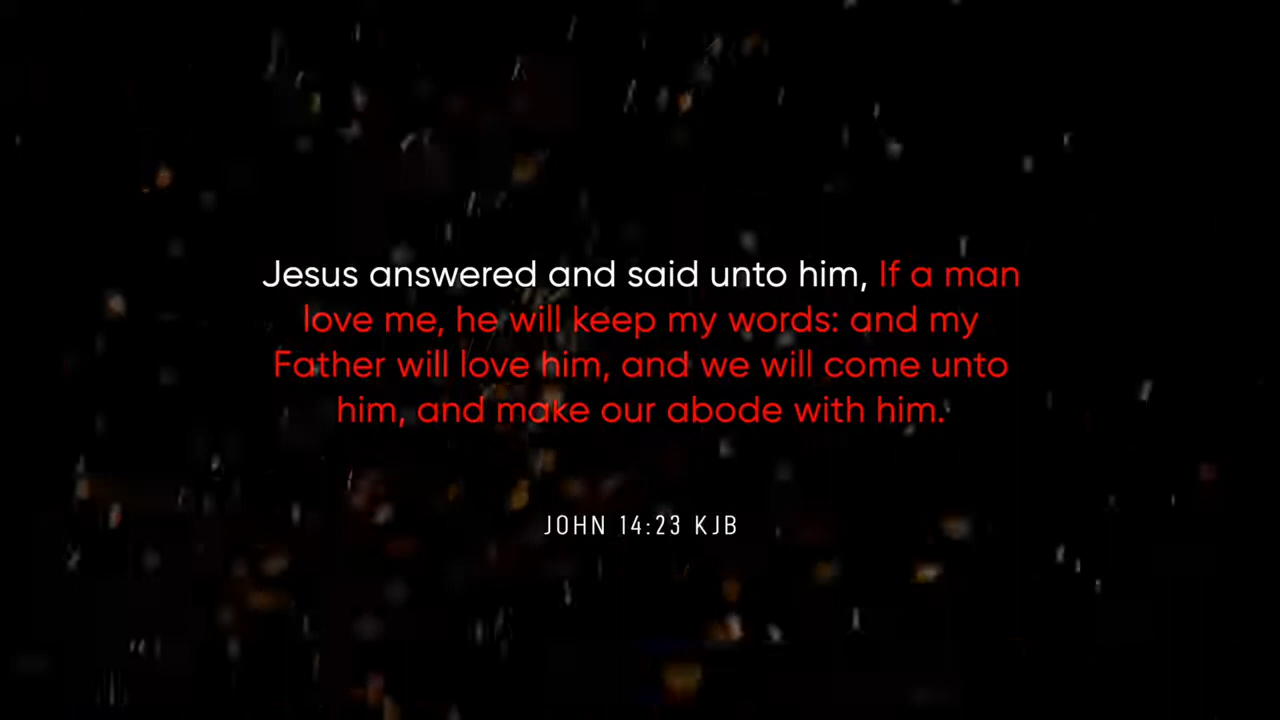 Jesus answered and said unto him, If a man
love me, he will keep my words: and my
Father will love him, and we will come unto
him, and make our abode with him.
JOHN 14:23 KJB